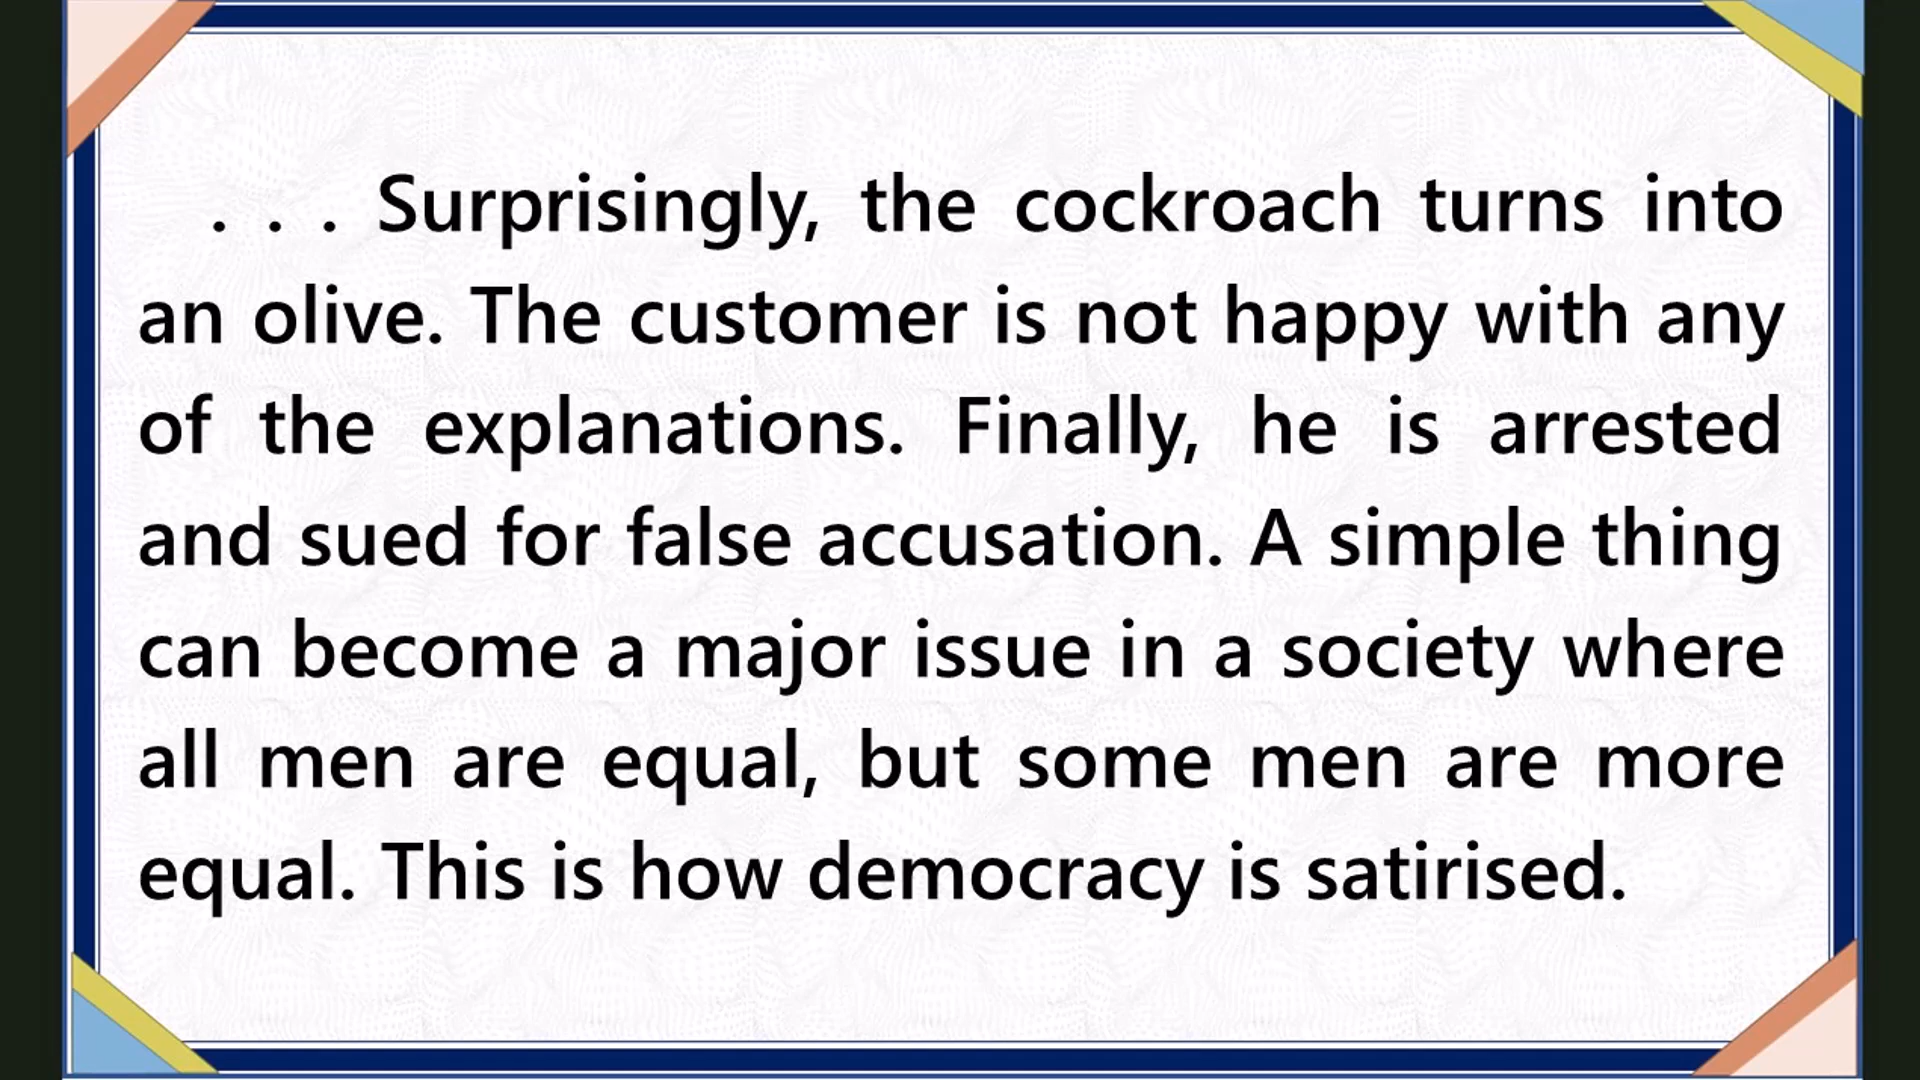 . . . Surprisingly, the cockroach turns into
an olive. The customer is not happy with any
of the explanations. Finally, he is arrested
and sued for false accusation. A simple thing
can become a major issue in a society where
all men are equal, but some men are more
equal. This is how democracy is satirised.